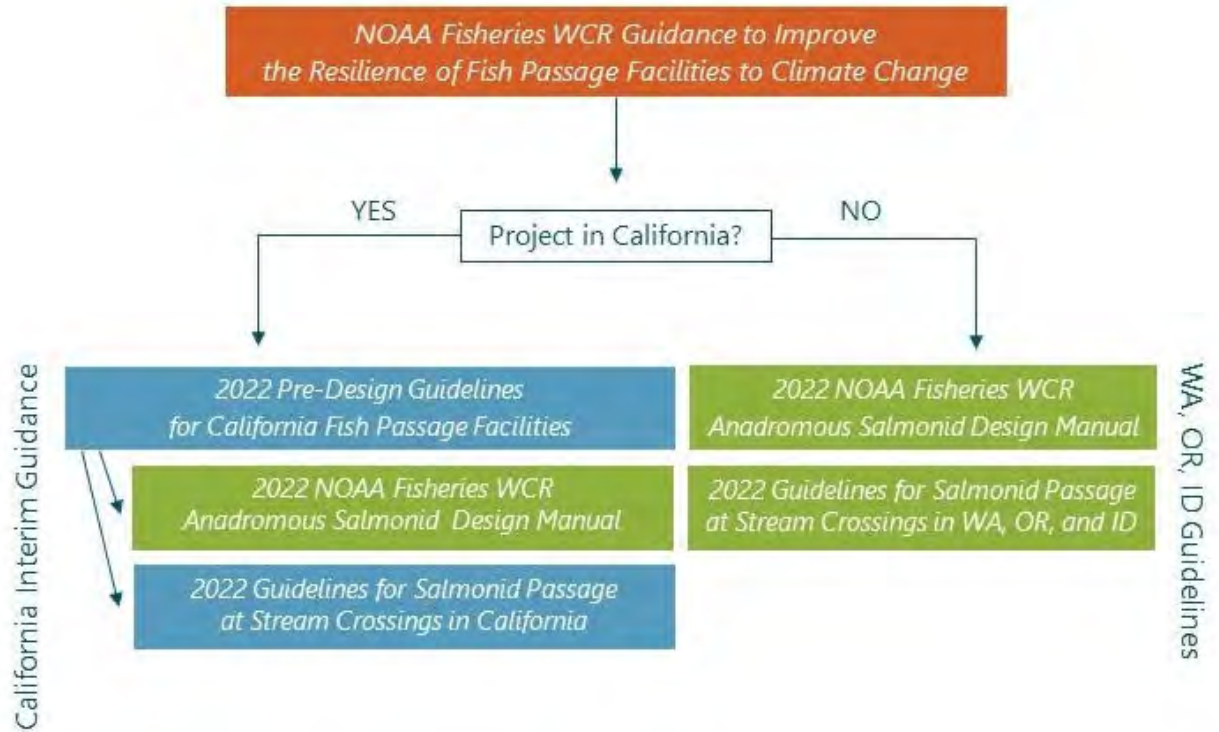 NOAA Fisheries WCR Guidance to Improve
the Resilience of Fish Passage Facilities to Climate Change
YES
Project in California?
NO
California Interim Guidance
2022 Pre-Design Guidelines
for California Fish Passage Facilities
2022 NOAA Fisheries WCR
Anadromous Salmonid Design Manual
2022 Guidelines for Salmonid Passage
at Stream Crossings in California
2022 NOAA Fisheries WCR
Anadromous Salmonid Design Manual
2022 Guidelines for Salmonid Passage
at Stream Crossings in WA, OR, and ID
WA, OR, ID Guidelines